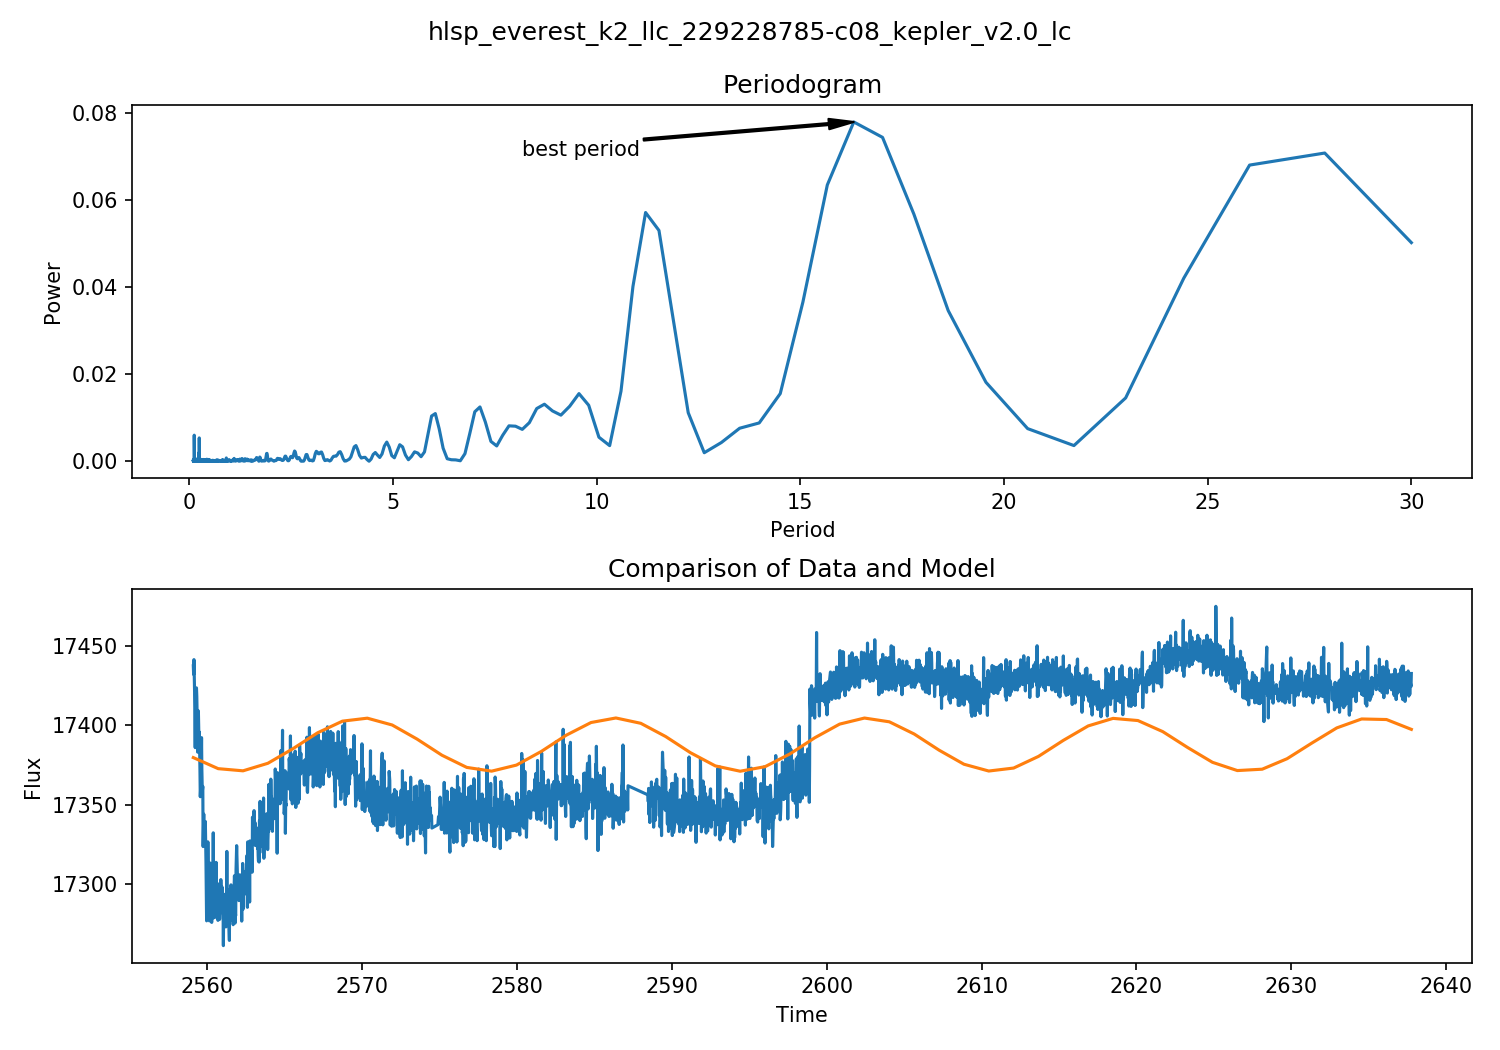 hlsp_everest_k2_llc_229228785-c08_kepler_v2.0_lc
Periodogram
0.08
0.06
0.04
0.02
0.00
Power
best period
0 5 10 15 20 25 30
Period
Comparison of Data and Model
17450
17400
17350
17300
Flux
2560 2570 2580 2590 2600 2610 2620 2630 2640
Time